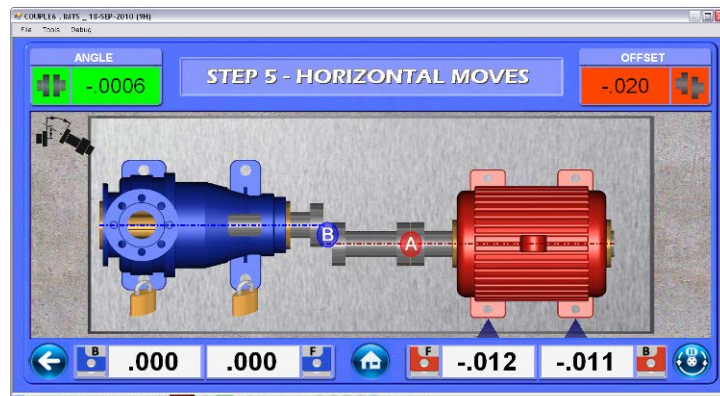 COUPLE6 , BJTS _ 18-SEP-2010 (9H)
File Tools Debug
ANGLE
-.0006
STEP 5 - HORIZONTAL MOVES
OFFSET
-.020
B
A
B
.000
.000
F
F
-.012
-.011
B